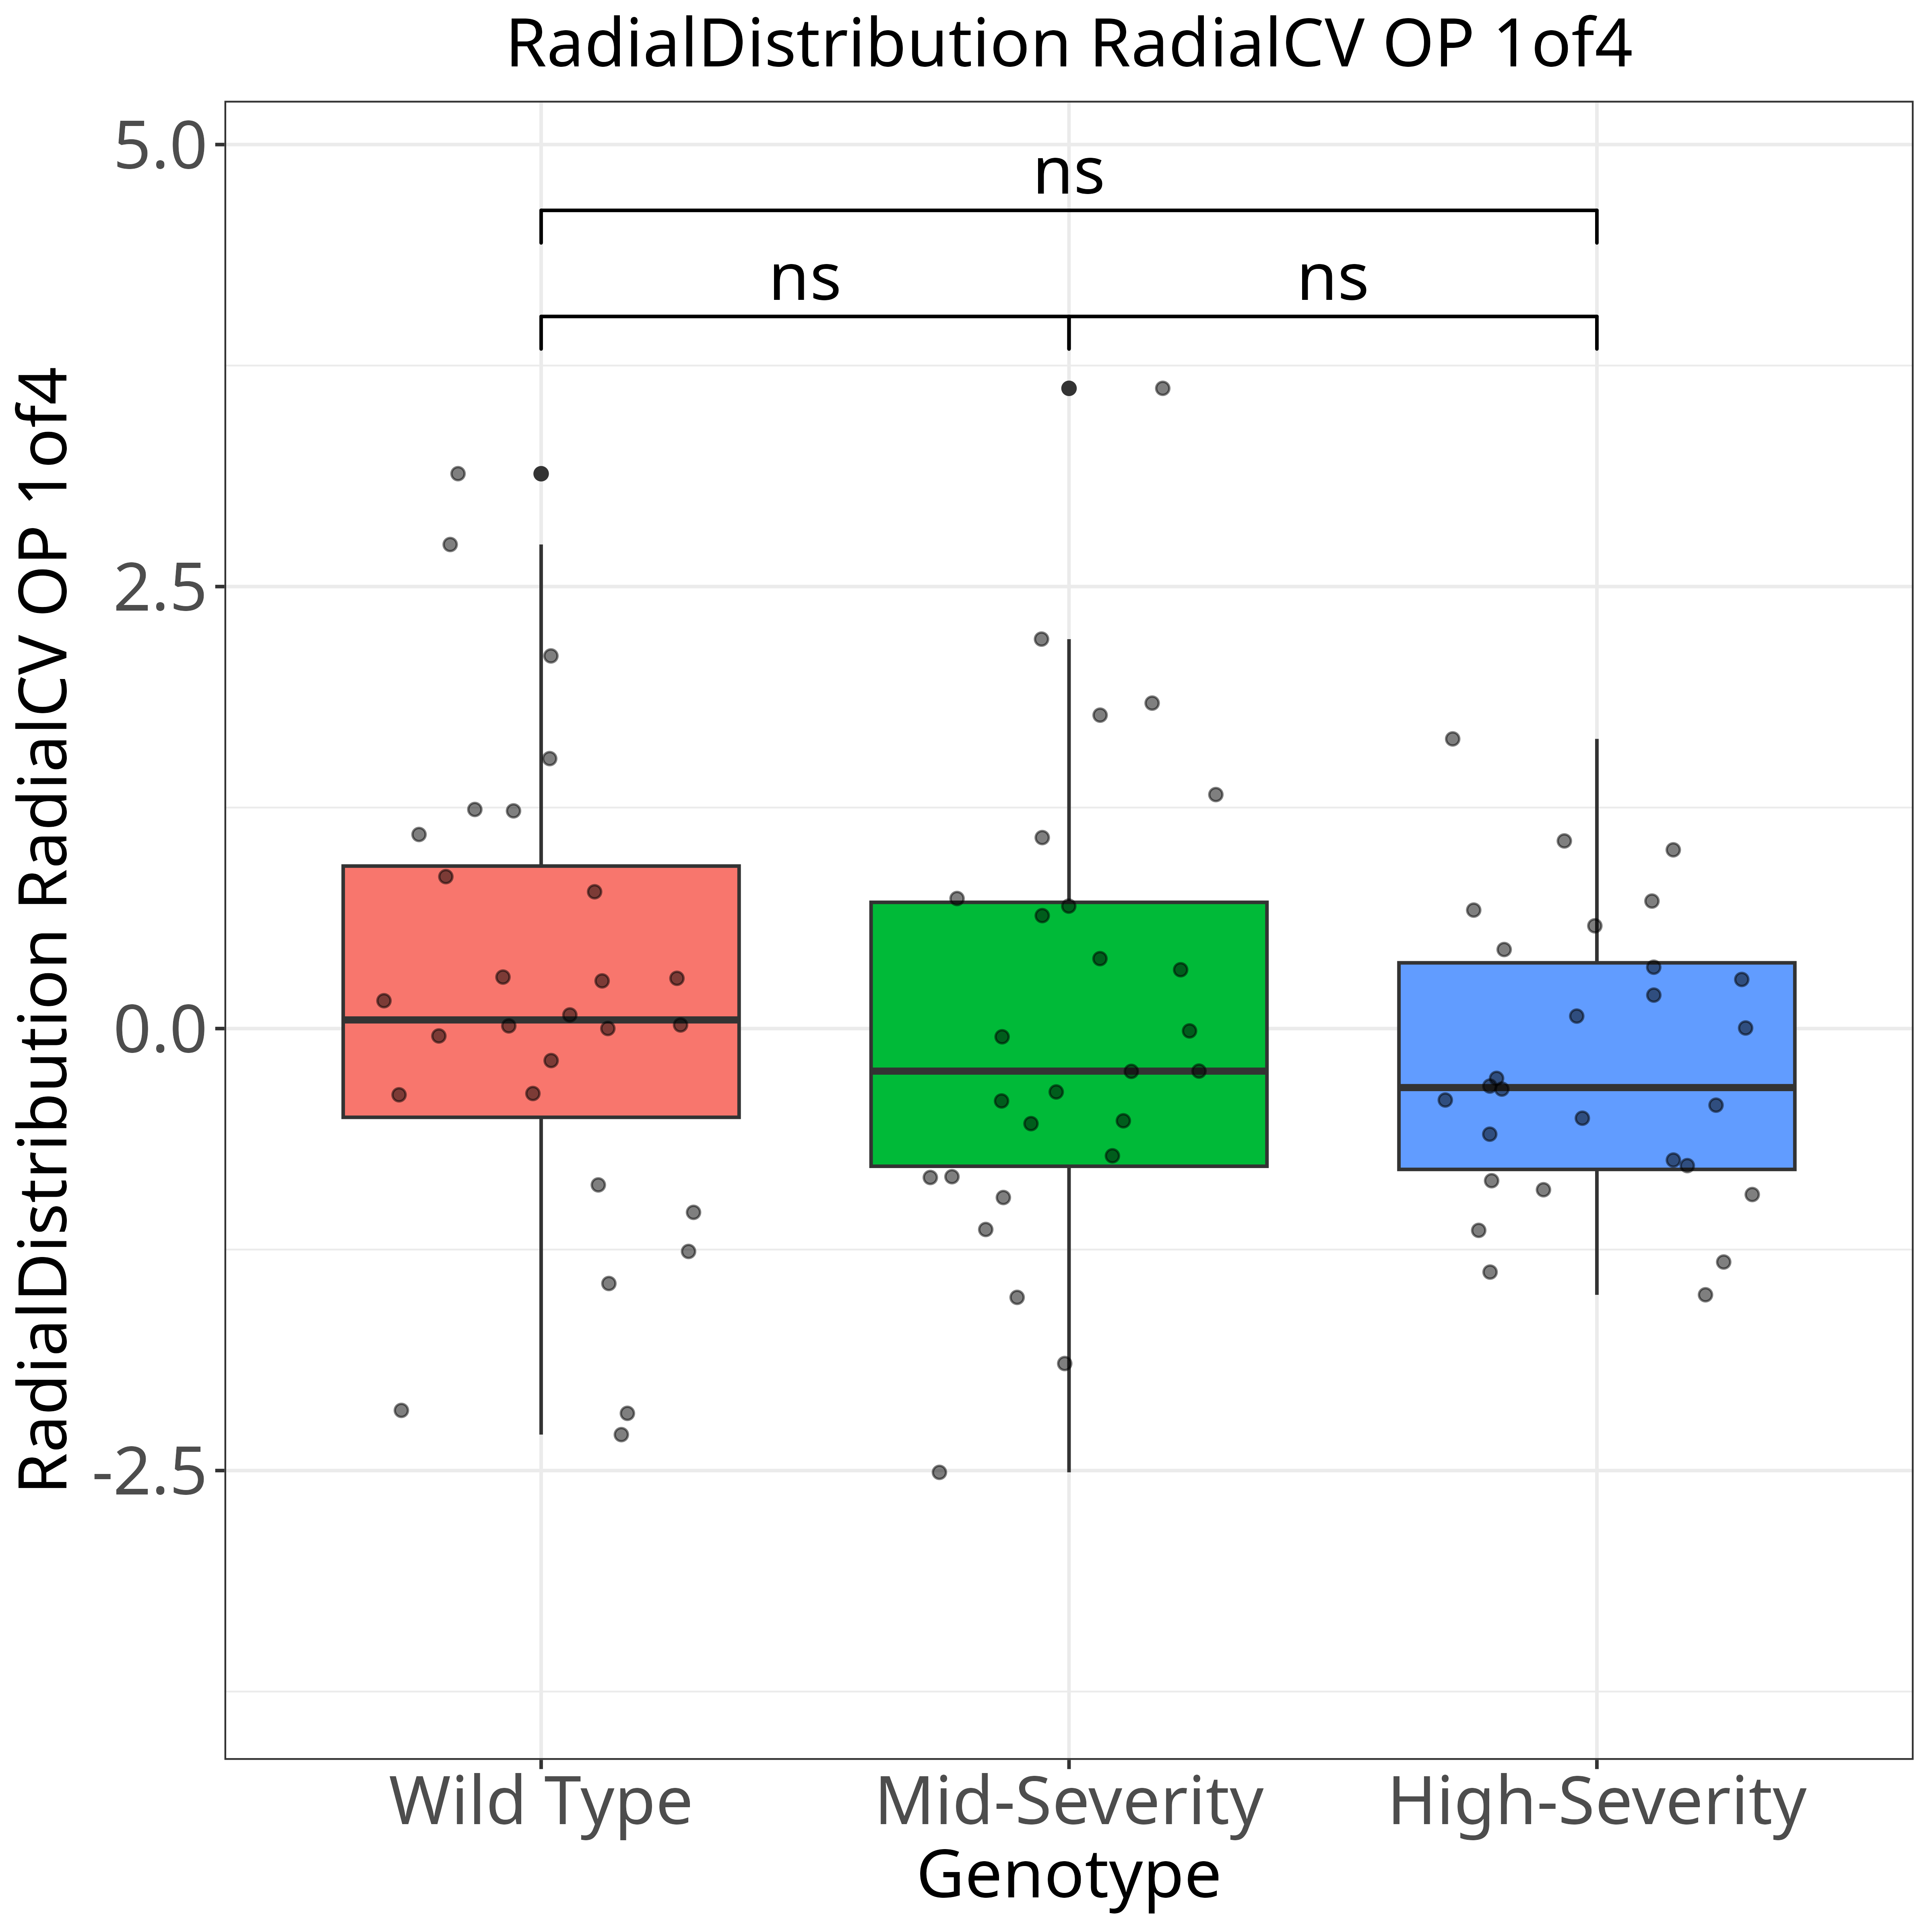 RadialDistribution RadialCV OP 1of4
RadialDistribution RadialCV OP 1of4
5.0
2.5
0.0
-2.5
ns
ns
ns
Wild Type
Mid-Severity
High-Severity
Genotype